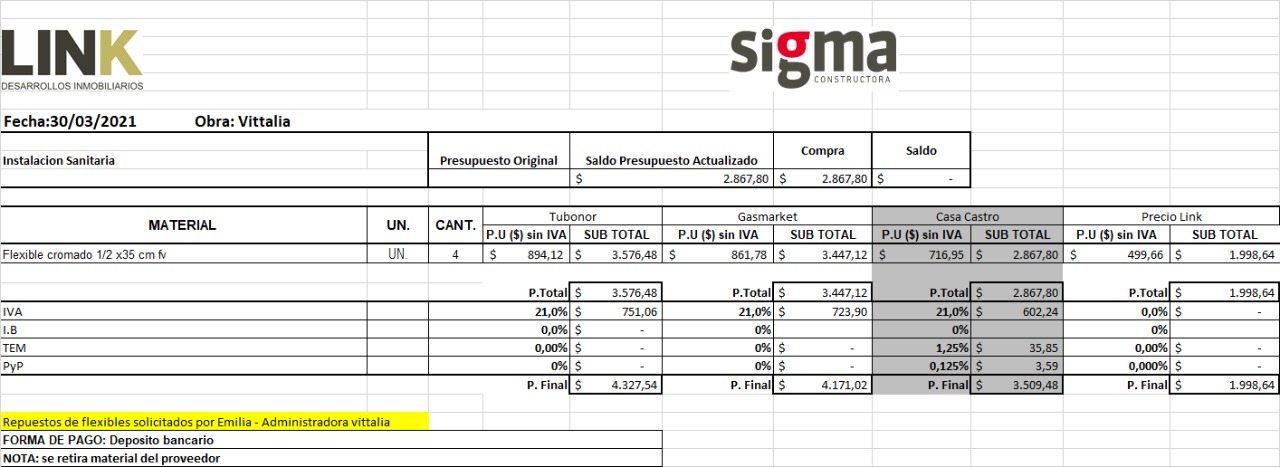 LINK
DESARROLLOS INMOBILIARIOS
sigma
CONSTRUCTORA
Fecha:30/03/2021 Obra: Vittalia
Instalacion Sanitaria Presupuesto Original Saldo Presupuesto Actualizado Compra Saldo
$ 2.867,80 $ 2.867,80 $ -
MATERIAL UN. CANT. Tubonor Gasmarket Casa Castro Precio Link
P.U ($) sin IVA SUB TOTAL P.U ($) sin IVA SUB TOTAL P.U ($) sin IVA SUB TOTAL P.U ($) sin IVA SUB TOTAL
Flexible cromado 1/2 x35 cm fv UN. 4 $ 894,12 $ 3.576,48 $ 861,78 $ 3.447,12 $ 716,95 $ 2.867,80 $ 499,66 $ 1.998,64
P.Total $ 3.576,48 P.Total $ 3.447,12 P.Total $ 2.867,80 P.Total $ 1.998,64
IVA 21,0% $ 751,06 21,0% $ 723,90 21,0% $ 602,24 0,0% $ -
I.B 0,0% $ - 0% 0% 0%
TEM 0,00% $ - 0% $ - 1,25% $ 35,85 0,00% $ -
PyP 0% $ - 0% $ - 0,125% $ 3,59 0,000% $ -
P. Final $ 4.327,54 P. Final $ 4.171,02 P. Final $ 3.509,48 P. Final $ 1.998,64
Repuestos de flexibles solicitados por Emilia - Administradora vittalia
FORMA DE PAGO: Deposito bancario
NOTA: se retira material del proveedor